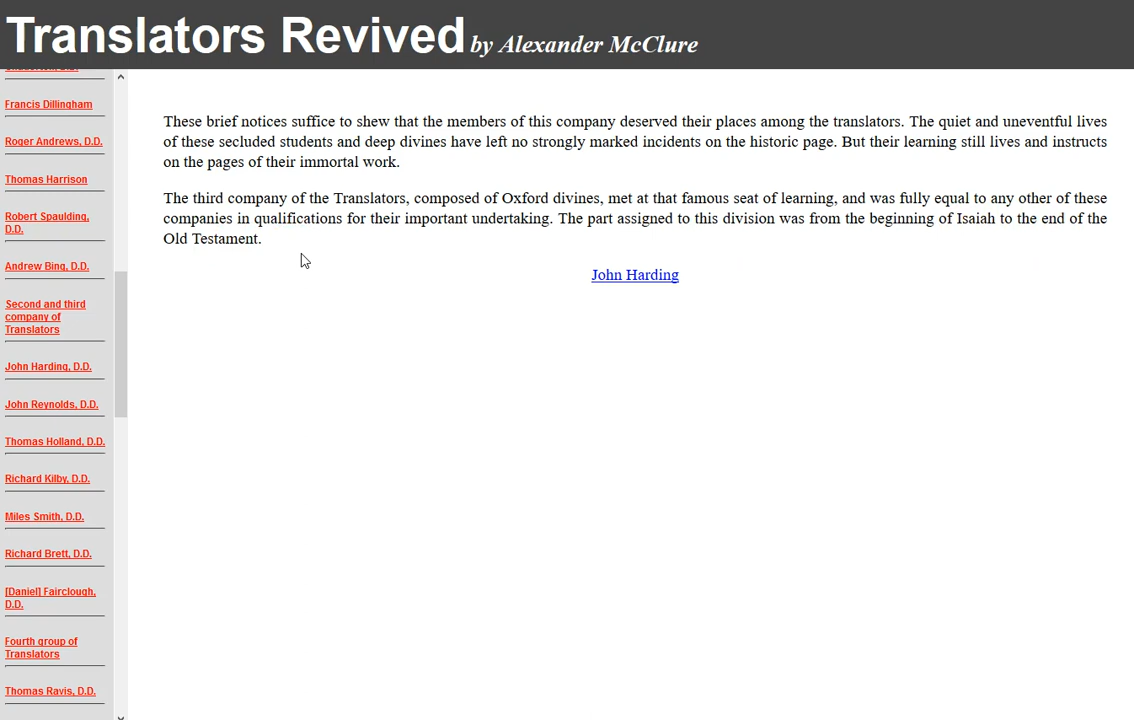 Translators Revived by Alexander McClure
Francis Dillingham
Roger Andrews, D.D.
Thomas Harrison
Robert Spaulding,
D.D.
Andrew Bing, D.D.
Second and third
company of
Translators
John Harding, D.D.
John Reynolds, D.D.
Thomas Holland, D.D.
Richard Kilby, D.D.
Miles Smith, D.D.
Richard Brett, D.D.
[Daniel] Fairclough,
D.D.
Fourth group of
Translators
Thomas Ravis, D.D.
These brief notices suffice to shew that the members of this company deserved their places among the translators. The quiet and uneventful lives
of these secluded students and deep divines have left no strongly marked incidents on the historic page. But their learning still lives and instructs
on the pages of their immortal work.
The third company of the Translators, composed of Oxford divines, met at that famous seat of learning, and was fully equal to any other of these
companies in qualifications for their important undertaking. The part assigned to this division was from the beginning of Isaiah to the end of the
Old Testament.
John Harding